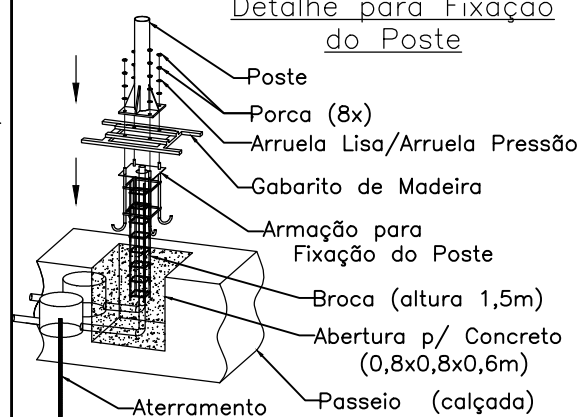 Detalhe para Fixação
do Poste
Poste
Porca (8x)
Arruela Lisa/Arruela Pressão
Gabarito de Madeira
Armação para
Fixação do Poste
Broca (altura 1,5m)
Abertura p/ Concreto
(0,8x0,8x0,6m)
Passeio (calçada)
Aterramento